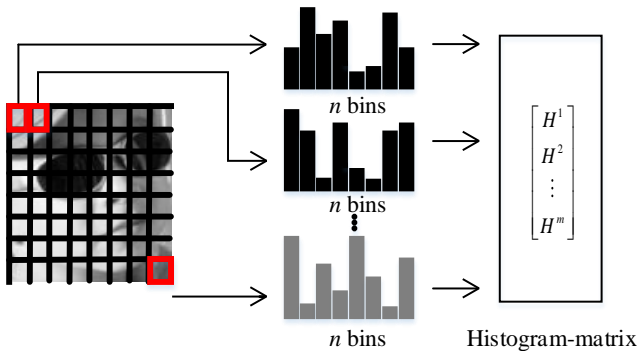 n bins
n bins
n bins
H^1
H^2
⋮
H^m
Histogram-matrix